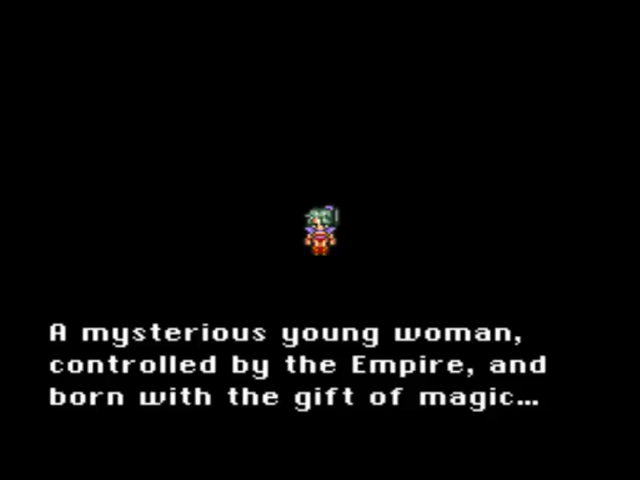 A mysterious young woman,
controlled by the Empire, and
born with the gift of magic…